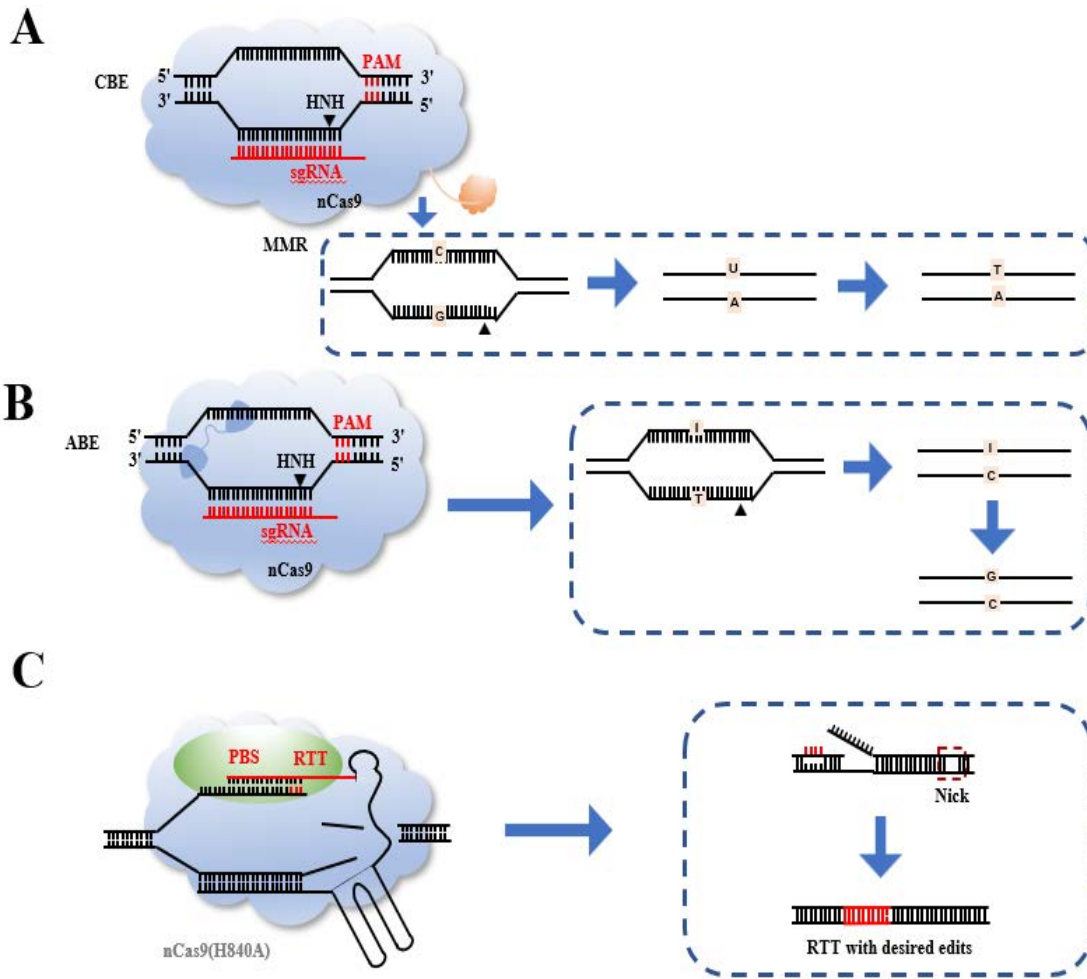 A
PAM
5' 3'
CBE
3' HNH 5'
sgRNA
nCas9
MMR
C
U T
G A A
B
PAM
5' 3'
ABE
3' HNH 5'
sgRNA
nCas9
I
I
T C
G
C
C
PBS RTT
Nick
nCas9(H840A)
RTT with desired edits